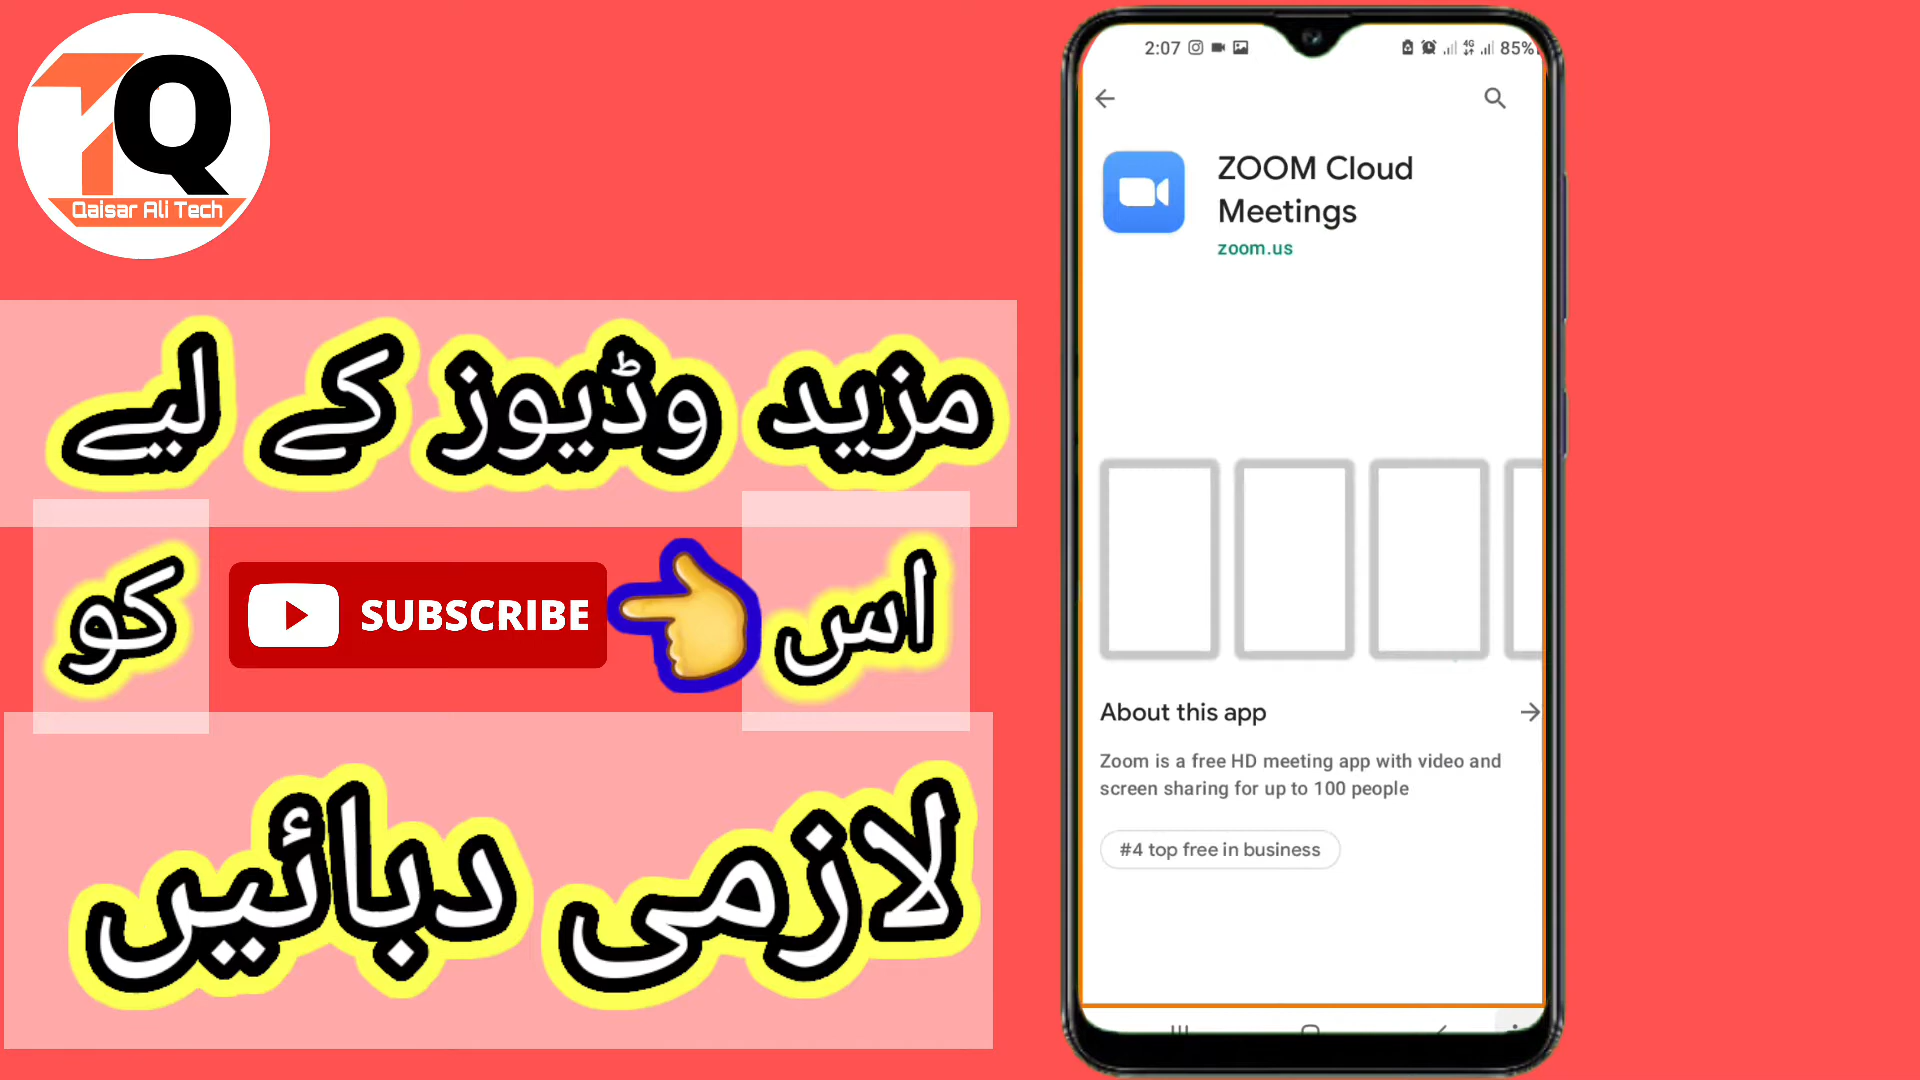 TQ
Qaisar Ali Tech
مزید وڈیوز کے لیے
اس SUBSCRIBE کو
لازمی دبائیں
2:07 4G 85%
ZOOM Cloud
Meetings
zoom.us
About this app
Zoom is a free HD meeting app with video and
screen sharing for up to 100 people
#4 top free in business